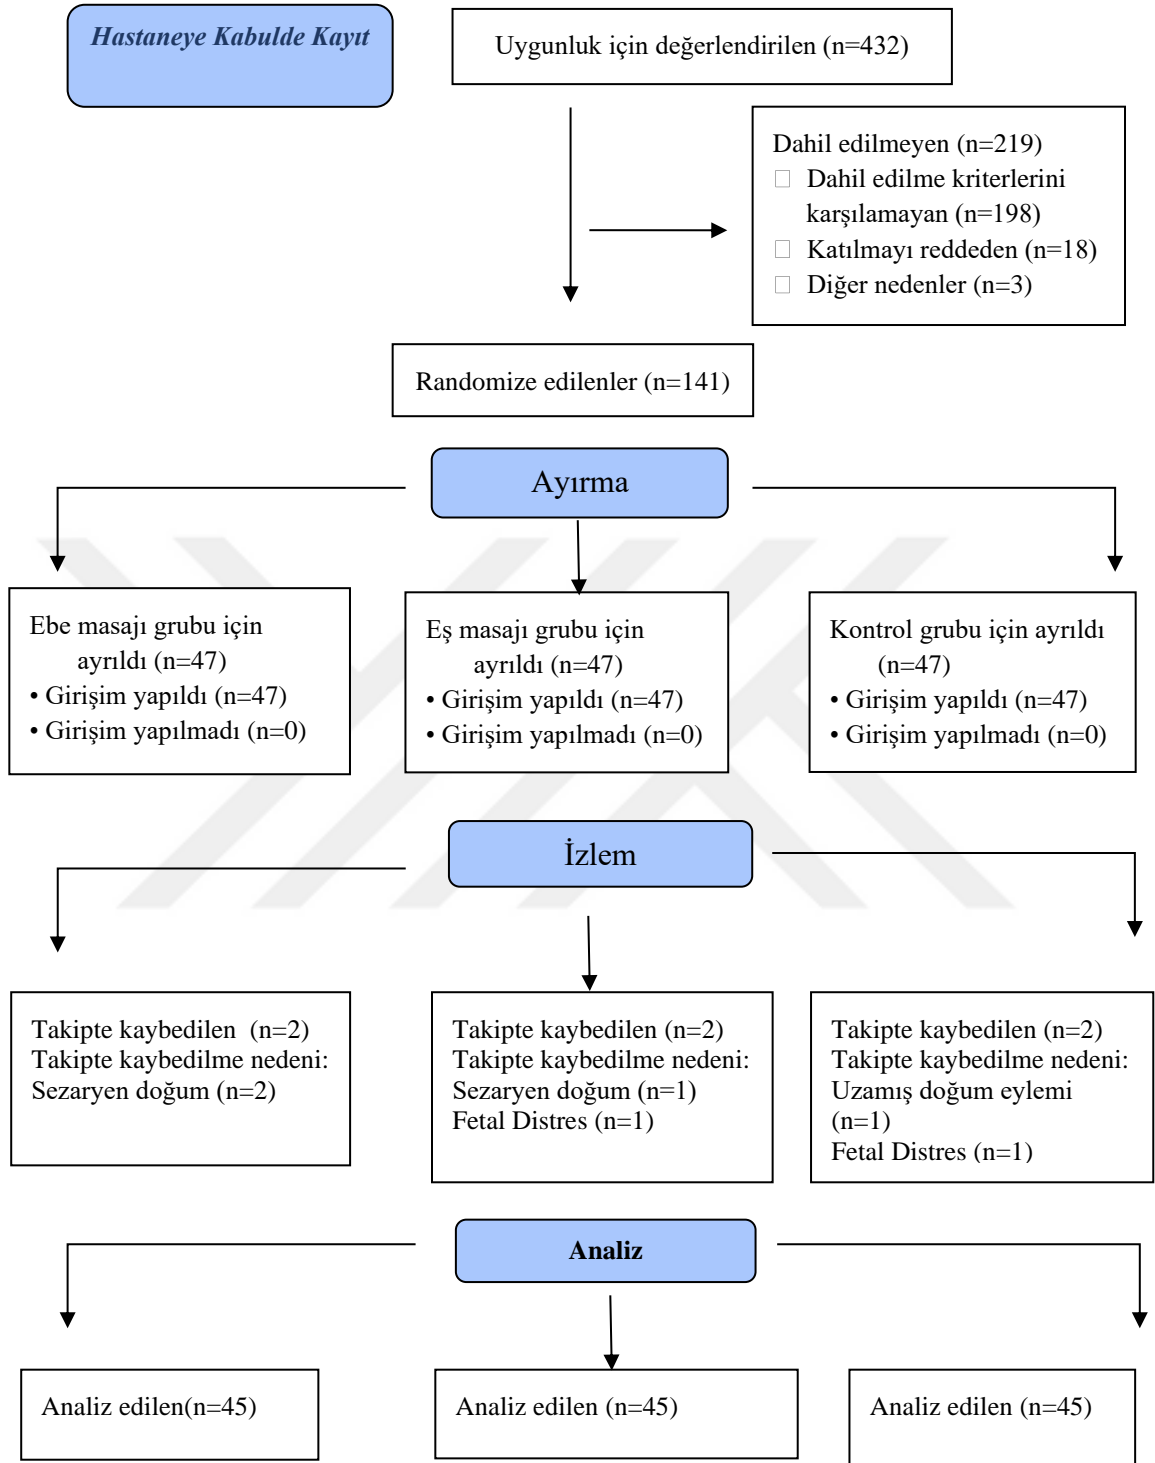 Hastaneye Kabulde Kayıt
Uygunluk için değerlendirilen (n=432)
Dahil edilmeyen (n=219)
Dahil edilme kriterlerini
karşılamayan (n=198)
Katılmayı reddeden (n=18)
Diğer nedenler (n=3)
Randomize edilenler (n=141)
Ayırma
Ebe masajı grubu için
ayrıldı (n=47)
• Girişim yapıldı (n=47)
• Girişim yapılmadı (n=0)
Eş masajı grubu için
ayrıldı (n=47)
• Girişim yapıldı (n=47)
• Girişim yapılmadı (n=0)
Kontrol grubu için ayrıldı
(n=47)
• Girişim yapıldı (n=47)
• Girişim yapılmadı (n=0)
İzlem
Takipte kaybedilen (n=2)
Takipte kaybedilme nedeni:
Sezaryen doğum (n=2)
Takipte kaybedilen (n=2)
Takipte kaybedilme nedeni:
Sezaryen doğum (n=1)
Fetal Distres (n=1)
Takipte kaybedilen (n=2)
Takipte kaybedilme nedeni:
Uzamış doğum eylemi
(n=1)
Fetal Distres (n=1)
Analiz
Analiz edilen(n=45)
Analiz edilen (n=45)
Analiz edilen (n=45)